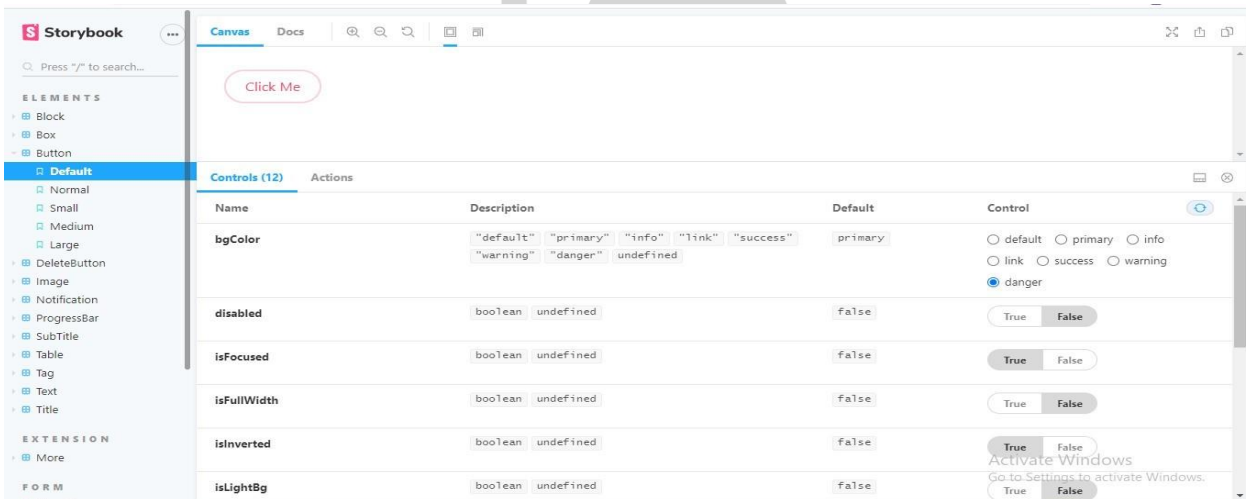 Storybook
Press "/" to search...
ELEMENTS
Block
Box
Button
Default
Normal
Small
Medium
Large
DeleteButton
Image
Notification
ProgressBar
SubTitle
Table
Tag
Text
Title
EXTENSION
More
FORM
Canvas Docs
Click Me
Controls (12) Actions
Name Description Default Control
bgColor "default" "primary" "info" "link" "success" primary default primary info
"warning" "danger" undefined link success warning
danger
disabled boolean undefined false True False
isFocused boolean undefined false True False
isFullWidth boolean undefined false True False
isInverted boolean undefined false True False
Activate Windows
Go to Settings to activate Windows.
isLightBg boolean undefined false True False